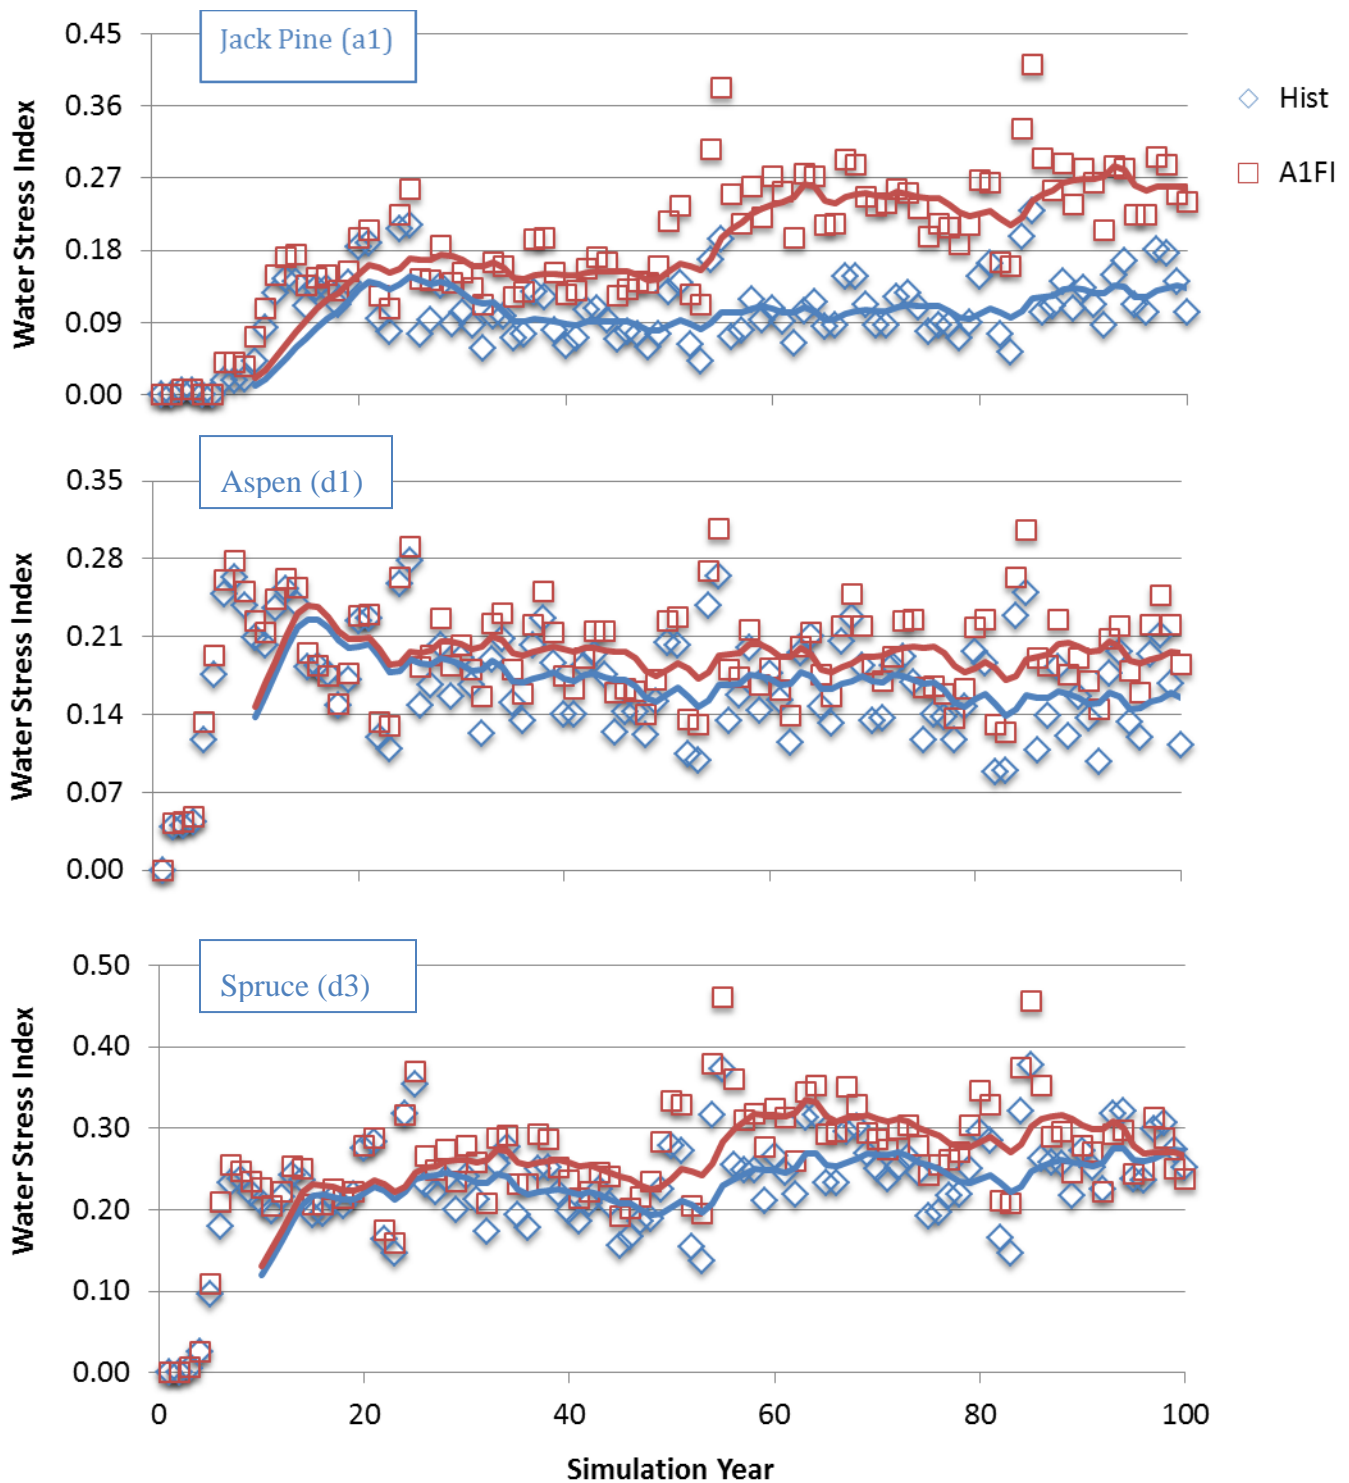 Jack Pine (a1)
0.45
0.36
0.27
0.18
0.09
0.00
Water Stress Index
Hist
A1FI
Aspen (d1)
0.35
0.28
0.21
0.14
0.07
0.00
Water Stress Index
Spruce (d3)
0.50
0.40
0.30
0.20
0.10
0.00
Water Stress Index
0 20 40 60 80 100
Simulation Year